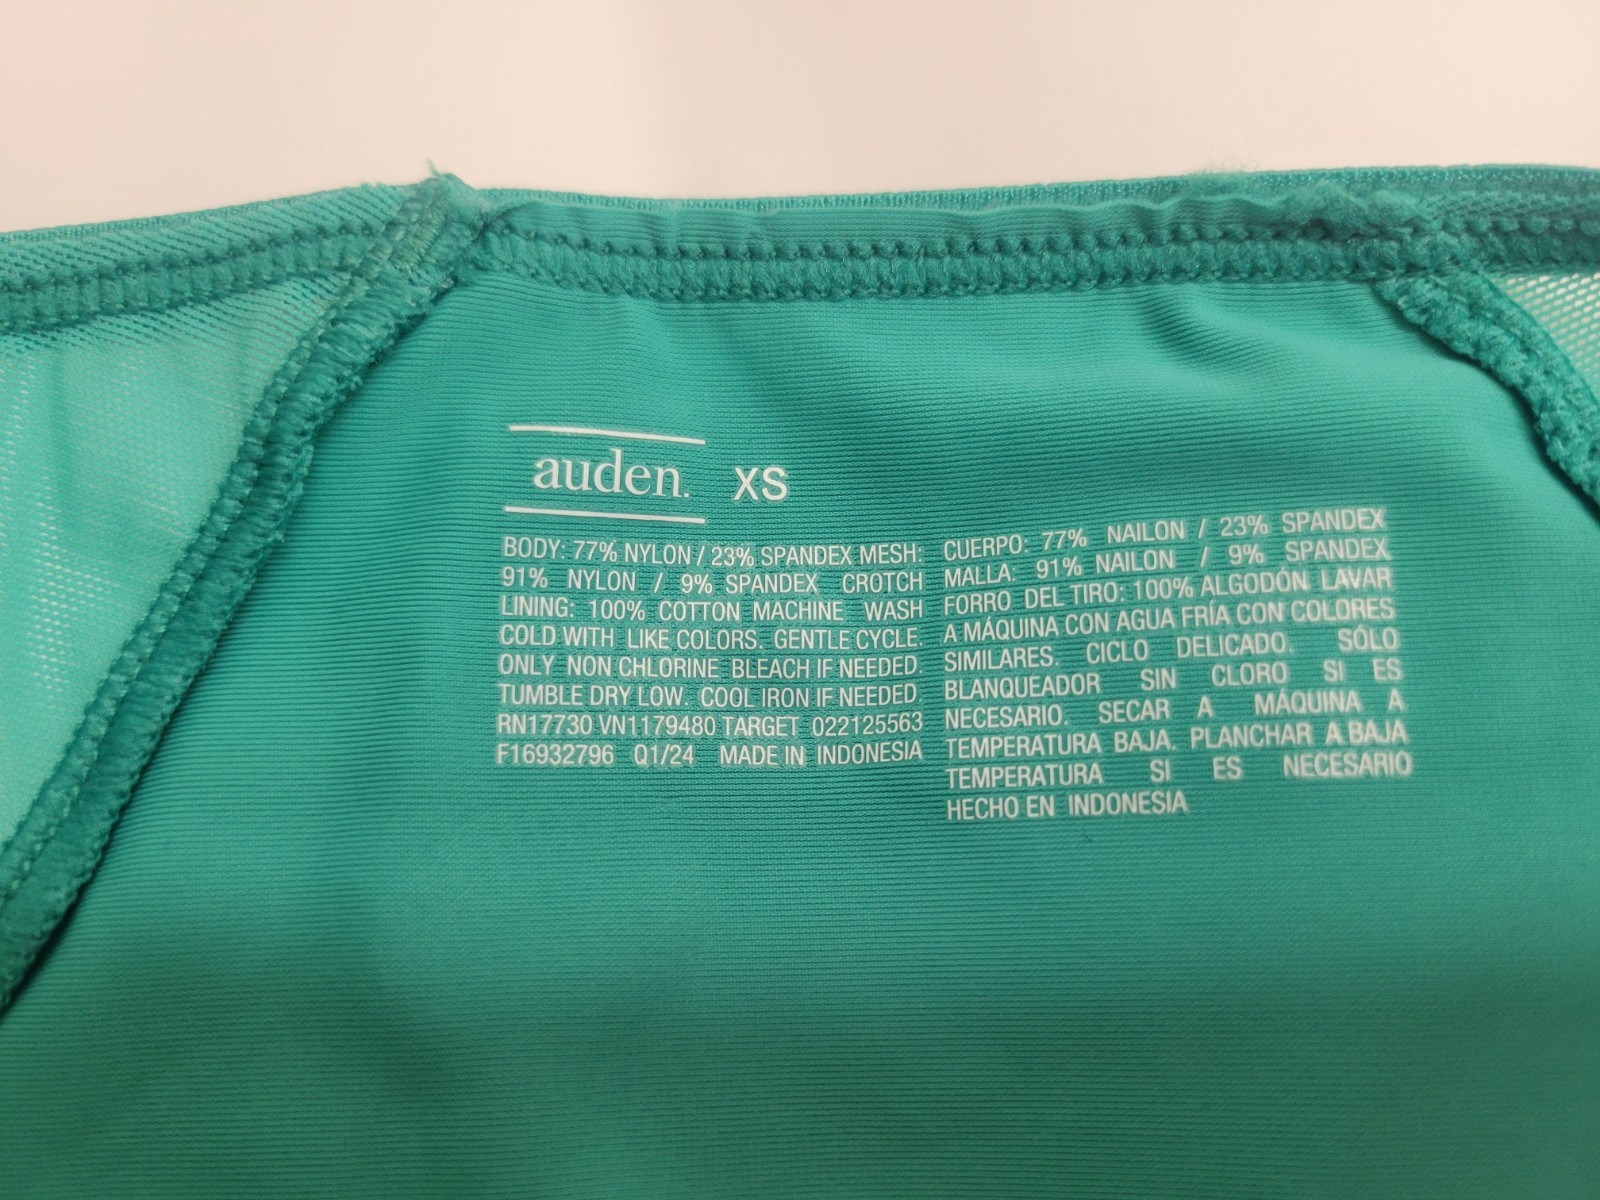 auden. XS
BODY: 77% NYLON / 23% SPANDEX MESH:
91% NYLON / 9% SPANDEX CROTCH
LINING: 100% COTTON MACHINE WASH
COLD WITH LIKE COLORS. GENTLE CYCLE.
ONLY NON CHLORINE BLEACH IF NEEDED.
TUMBLE DRY LOW. COOL IRON IF NEEDED.
RN17730 VN1179480 TARGET 022125563
F16932796 Q1/24 MADE IN INDONESIA
CUERPO: 77% NAILON / 23% SPANDEX
MALLA: 91% NAILON / 9% SPANDEX
FORRO DEL TIRO: 100% ALGODÓN LAVAR
A MÁQUINA CON AGUA FRÍA CON COLORES
SIMILARES. CICLO DELICADO. SÓLO
BLANQUEADOR SIN CLORO SI ES
NECESARIO. SECAR A MÁQUINA A
TEMPERATURA BAJA. PLANCHAR A BAJA
TEMPERATURA SI ES NECESARIO
HECHO EN INDONESIA